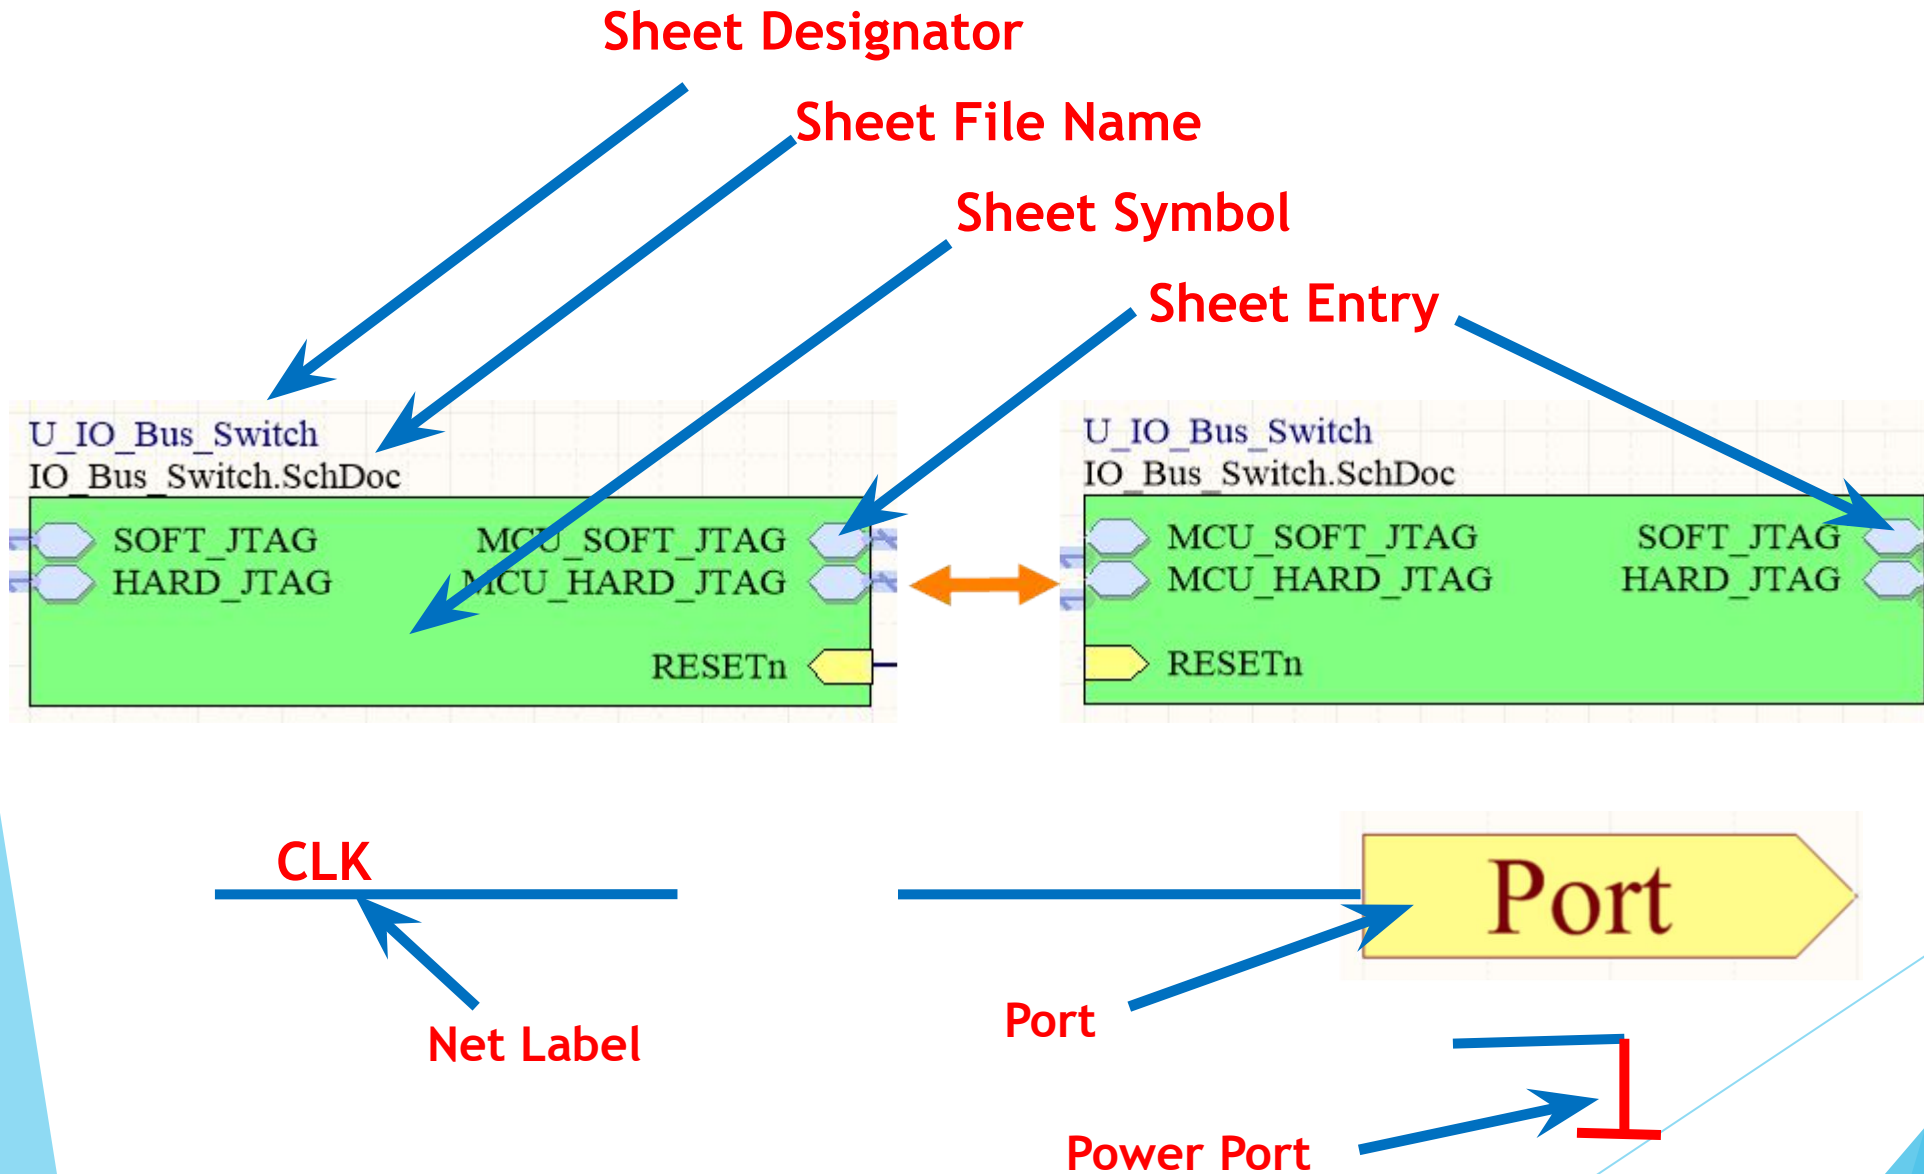 Sheet Designator
Sheet File Name
Sheet Symbol
Sheet Entry
U_IO_Bus_Switch
IO_Bus_Switch.SchDoc
SOFT_JTAG MCU_SOFT_JTAG
HARD_JTAG MCU_HARD_JTAG
RESETn
U_IO_Bus_Switch
IO_Bus_Switch.SchDoc
MCU_SOFT_JTAG SOFT_JTAG
MCU_HARD_JTAG HARD_JTAG
RESETn
CLK
Port
Net Label
Port
Power Port